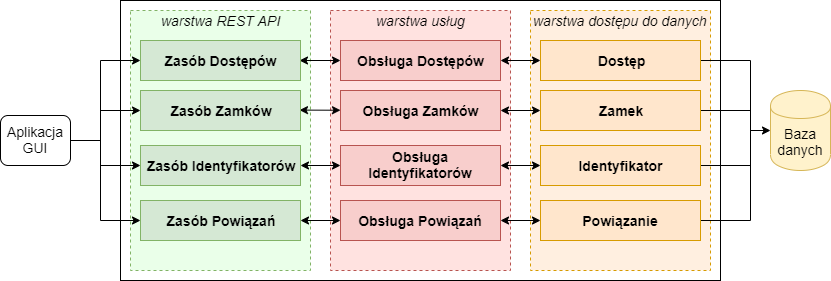 warstwa REST API
warstwa usług
warstwa dostępu do danych
Aplikacja
GUI
Zasób Dostępów
Obsługa Dostępów
Dostęp
Zasób Zamków
Obsługa Zamków
Zamek
Zasób Identyfikatorów
Obsługa
Identyfikatorów
Identyfikator
Zasób Powiązań
Obsługa Powiązań
Powiązanie
Baza
danych